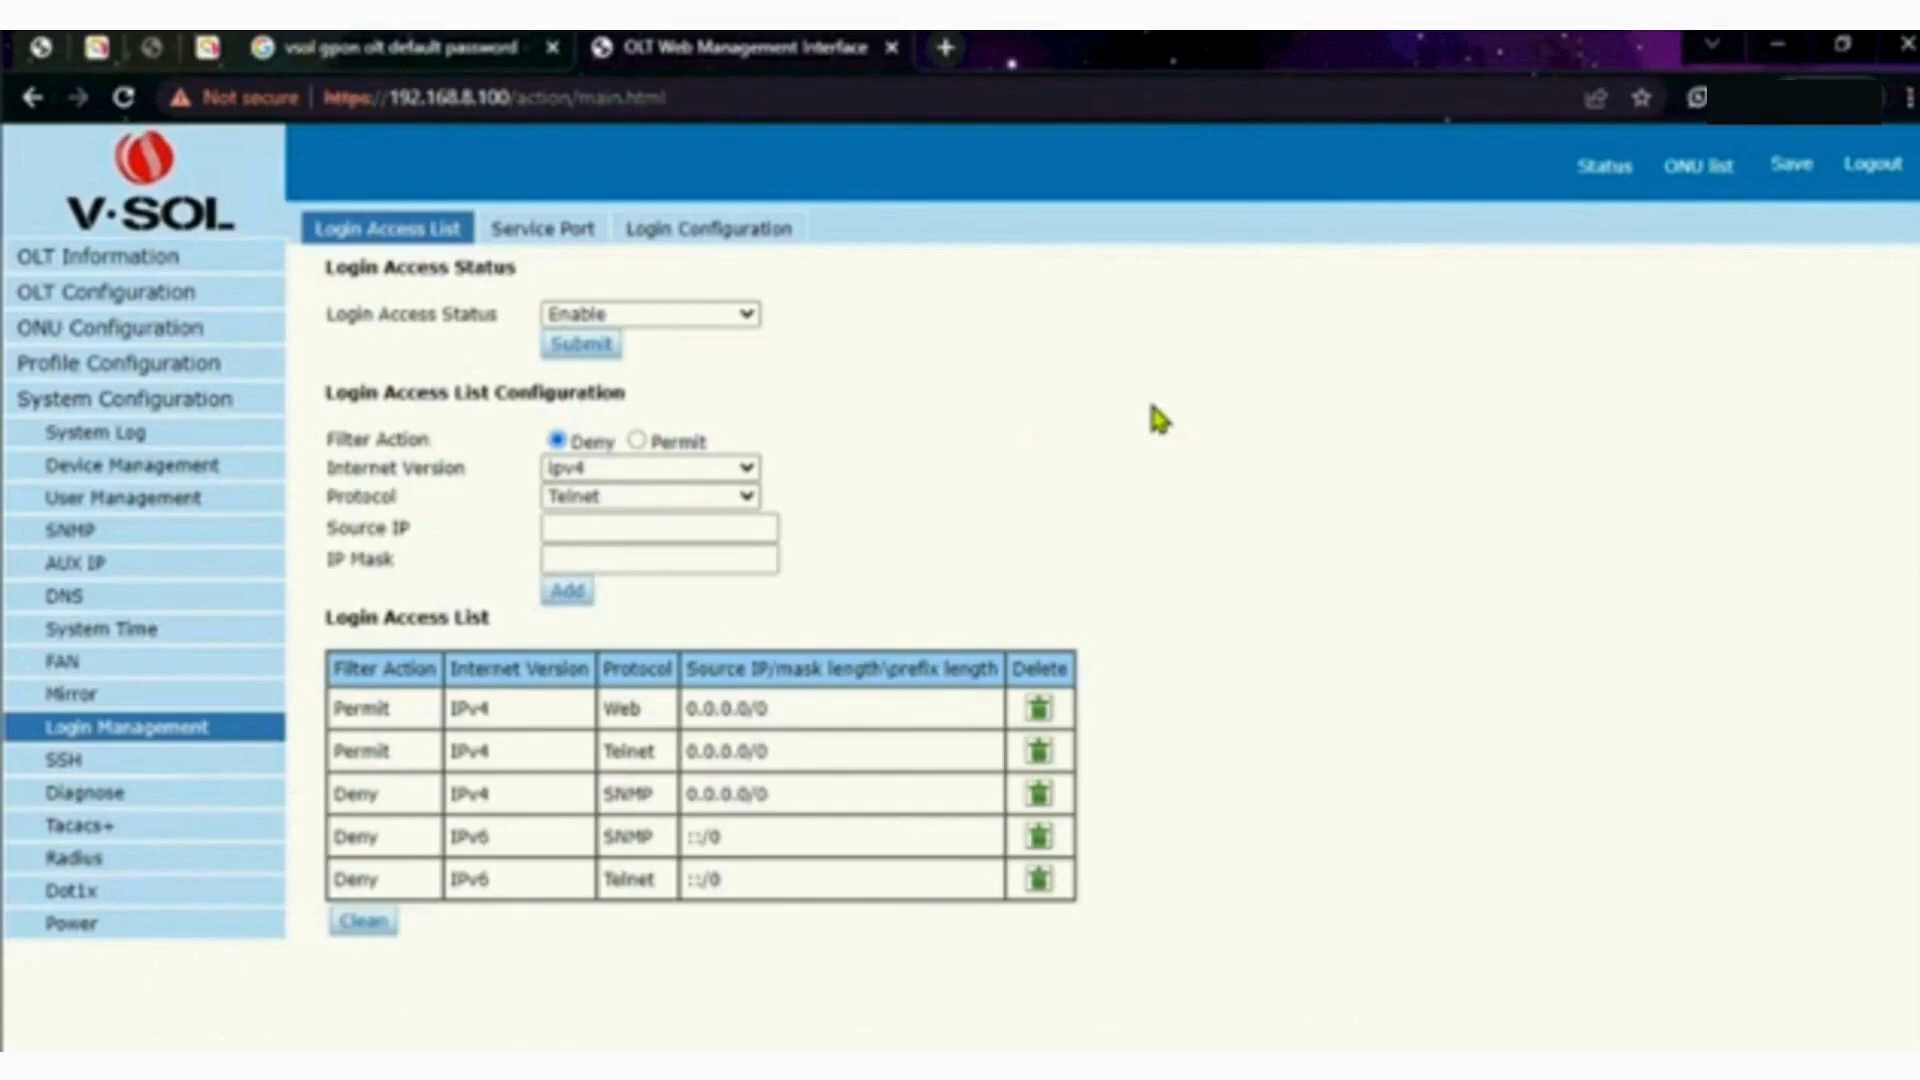 vsol gpon olt default password
OLT Web Management Interface
Not secure
https://192.168.8.100/action/main.html
V·SOL
Status
ONU list
Save
Logout
Login Access List
Service Port
Login Configuration
OLT Information
OLT Configuration
ONU Configuration
Profile Configuration
System Configuration
System Log
Device Management
User Management
SNMP
AUX IP
DNS
System Time
FAN
Mirror
Login Management
SSH
Diagnose
Tacacs+
Radius
Dot1x
Power
Login Access Status
Login Access Status Enable
Submit
Login Access List Configuration
Filter Action Deny Permit
Internet Version ipv4
Protocol Telnet
Source IP
IP Mask
Add
Login Access List
Filter Action Internet Version Protocol Source IP/mask length\prefix length Delete
Permit IPv4 Web 0.0.0.0/0
Permit IPv4 Telnet 0.0.0.0/0
Deny IPv4 SNMP 0.0.0.0/0
Deny IPv6 SNMP ::/0
Deny IPv6 Telnet ::/0
Clean